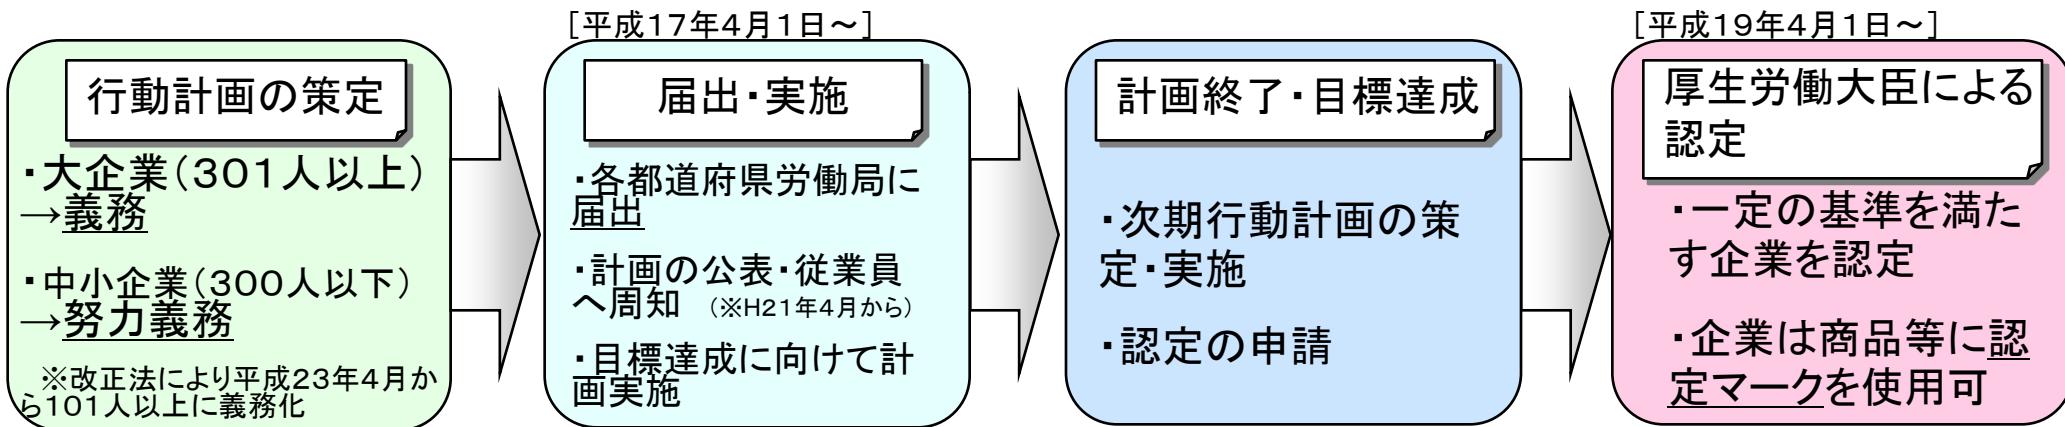 行動計画の策定
・大企業(301人以上)
→義務
・中小企業(300人以下)
→努力義務
※改正法により平成23年4月か
ら101人以上に義務化
[平成17年4月1日~]
届出・実施
・各都道府県労働局に
届出
・計画の公表・従業員
へ周知 (※H21年4月から)
・目標達成に向けて計
画実施
計画終了・目標達成
・次期行動計画の策
定・実施
・認定の申請
[平成19年4月1日~]
厚生労働大臣による
認定
・一定の基準を満た
す企業を認定
・企業は商品等に認
定マークを使用可